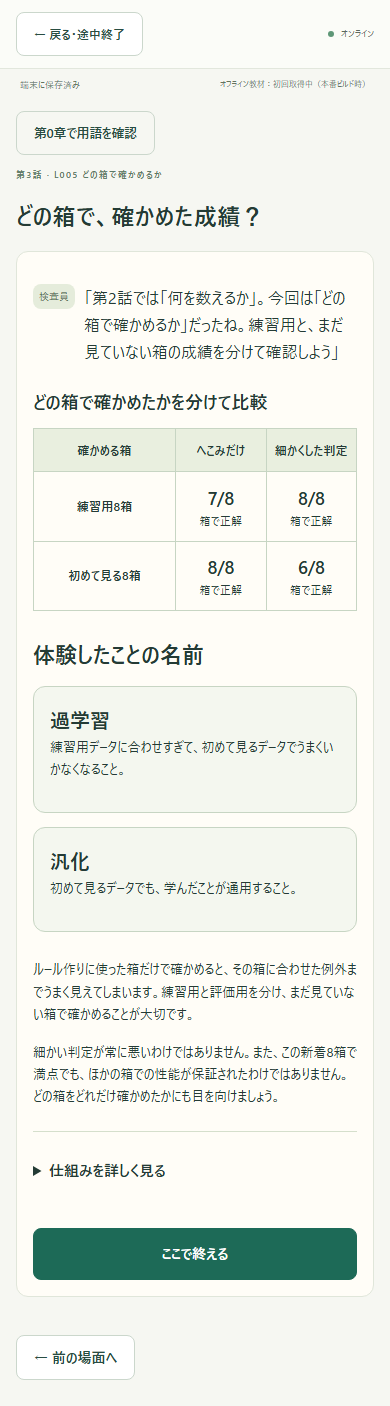 ← 戻る・途中終了
オンライン
端末に保存済み
オフライン教材：初回取得中（本番ビルド時）
第0章で用語を確認
第3話 · L005 どの箱で確かめるか
どの箱で、確かめた成績？
検査員
「第2話では「何を数えるか」。今回は「どの
箱で確かめるか」だったね。練習用と、まだ
見ていない箱の成績を分けて確認しよう」
どの箱で確かめたかを分けて比較
確かめる箱 へこみだけ 細かくした判定
練習用8箱 7/8 箱で正解 8/8 箱で正解
初めて見る8箱 8/8 箱で正解 6/8 箱で正解
体験したことの名前
過学習
練習用データに合わせすぎて、初めて見るデータでうまくい
かなくなること。
汎化
初めて見るデータでも、学んだことが通用すること。
ルール作りに使った箱だけで確かめると、その箱に合わせた例外ま
でうまく見えてしまいます。練習用と評価用を分け、まだ見ていな
い箱で確かめることが大切です。
細かい判定が常に悪いわけではありません。また、この新着8箱で
満点でも、ほかの箱での性能が保証されたわけではありません。
どの箱をどれだけ確かめたかにも目を向けましょう。
▶ 仕組みを詳しく見る
ここで終える
← 前の場面へ